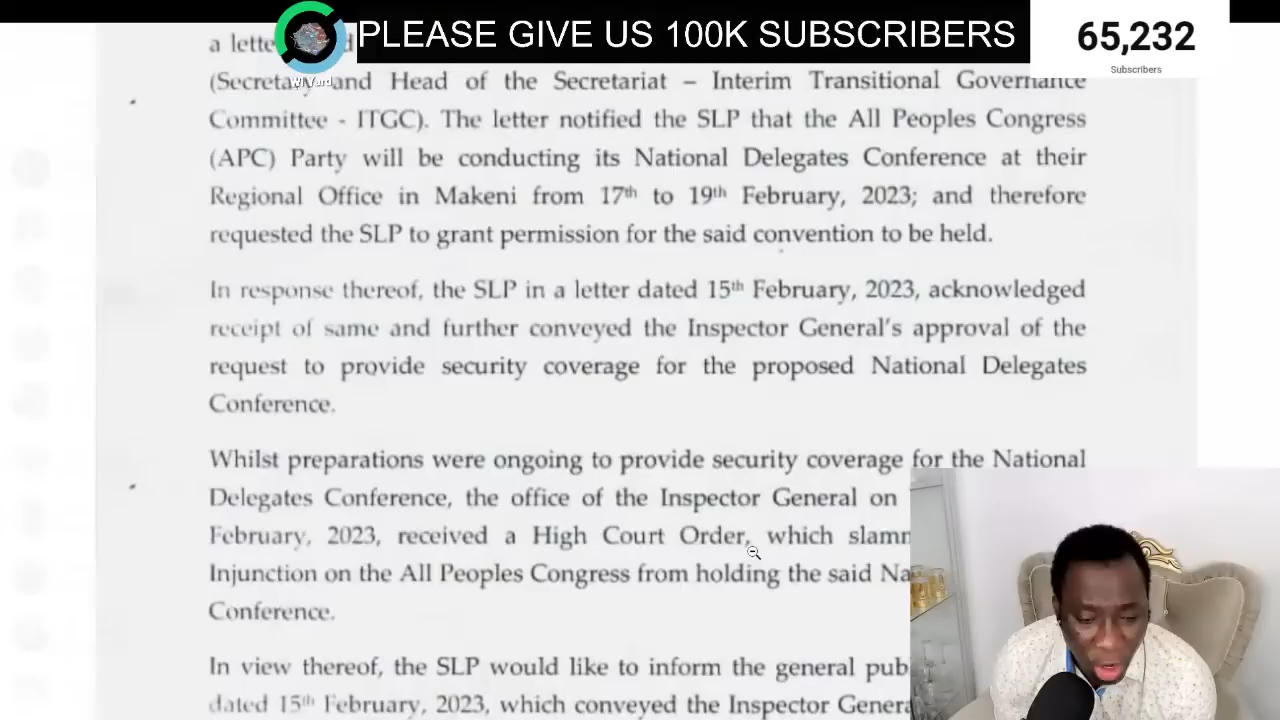 PLEASE GIVE US 100K SUBSCRIBERS
65,232
Subscribers
WI Yard
a
(Secretary and Head of the Secretariat – Interim Transitional Governance
Committee - ITGC). The letter notified the SLP that the All Peoples Congress
(APC) Party will be conducting its National Delegates Conference at their
Regional Office in Makeni from 17th to 19th February, 2023; and therefore
requested the SLP to grant permission for the said convention to be held.
In response thereof, the SLP in a letter dated 15th February, 2023, acknowledged
receipt of same and further conveyed the Inspector General's approval of the
request to provide security coverage for the proposed National Delegates
Conference.
Whilst preparations were ongoing to provide security coverage for the National
Delegates Conference, the office of the Inspector General on
February, 2023, received a High Court Order, which
Injunction on the All Peoples Congress from holding the said
Conference.
In view thereof, the SLP would like to inform the general
dated 15th February, 2023, which conveyed the Inspector